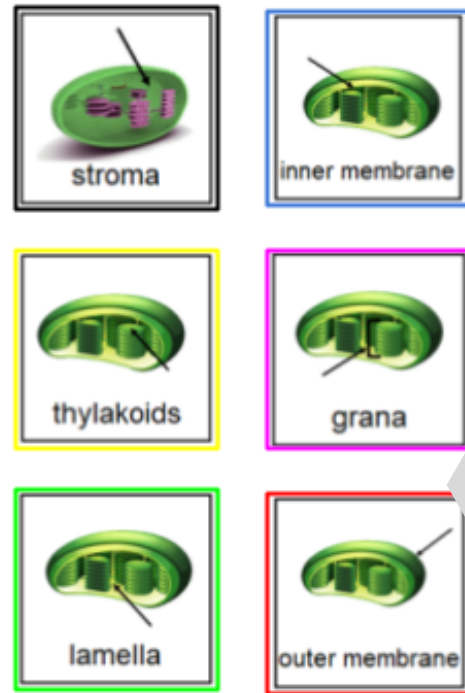 stroma
inner membrane
thylakoids
grana
lamella
outer membrane